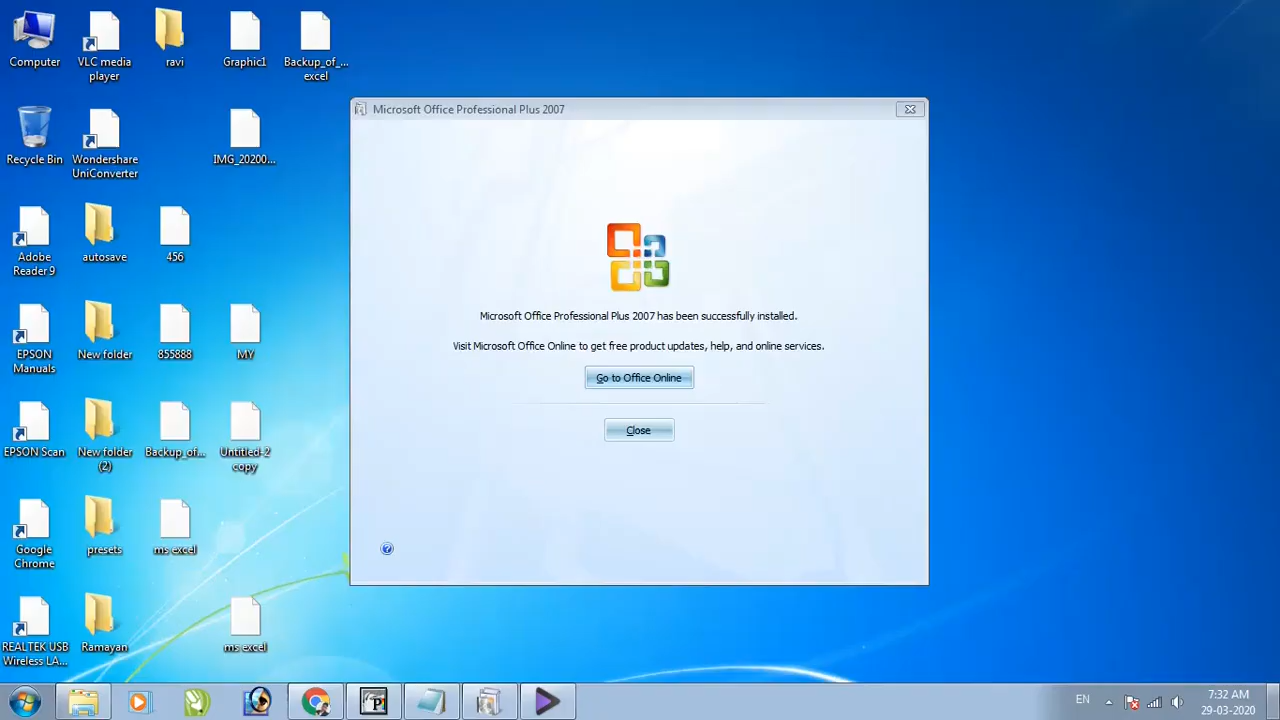 Computer
VLC media
player
ravi
Graphic1
Backup_of_...
excel
Microsoft Office Professional Plus 2007
Recycle Bin
Wondershare
UniConverter
IMG_20200...
Adobe
Reader 9
autosave
456
Microsoft Office Professional Plus 2007 has been successfully installed.
Visit Microsoft Office Online to get free product updates, help, and online services.
Go to Office Online
Close
EPSON
Manuals
New folder
855888
MY
EPSON Scan
New folder
(2)
Backup_of...
Untitled-2
copy
Google
Chrome
presets
ms excel
?
REALTEK USB
Wireless LA...
Ramayan
ms excel
P
EN
7:32 AM
29-03-2020